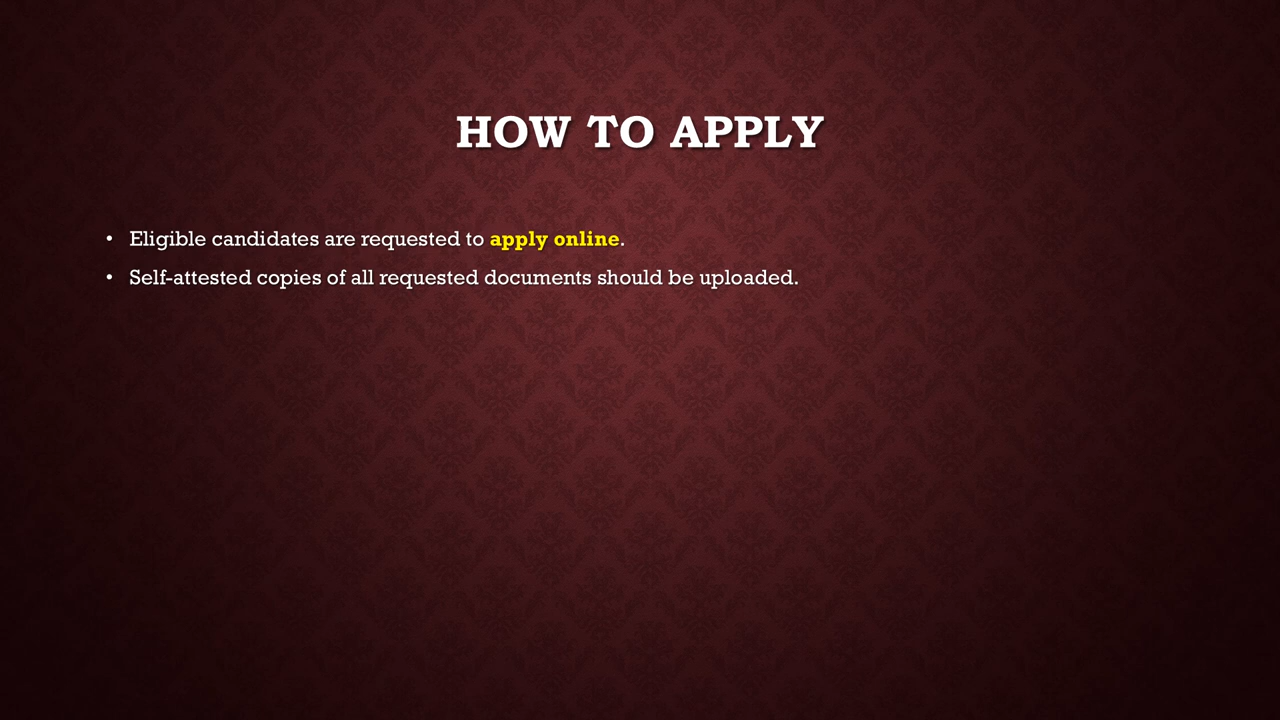 HOW TO APPLY
• Eligible candidates are requested to apply online.
• Self-attested copies of all requested documents should be uploaded.